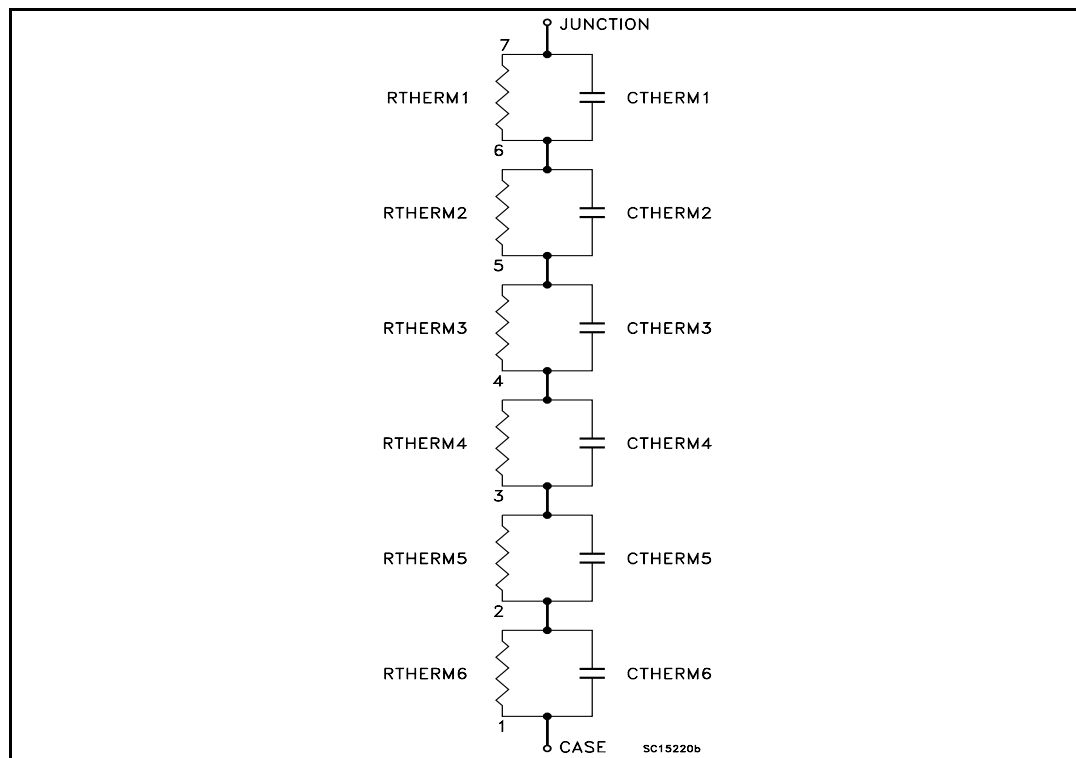 JUNCTION
7
RTHERM1 CTHERM1
6
RTHERM2 CTHERM2
5
RTHERM3 CTHERM3
4
RTHERM4 CTHERM4
3
RTHERM5 CTHERM5
2
RTHERM6 CTHERM6
1
CASE SC15220b